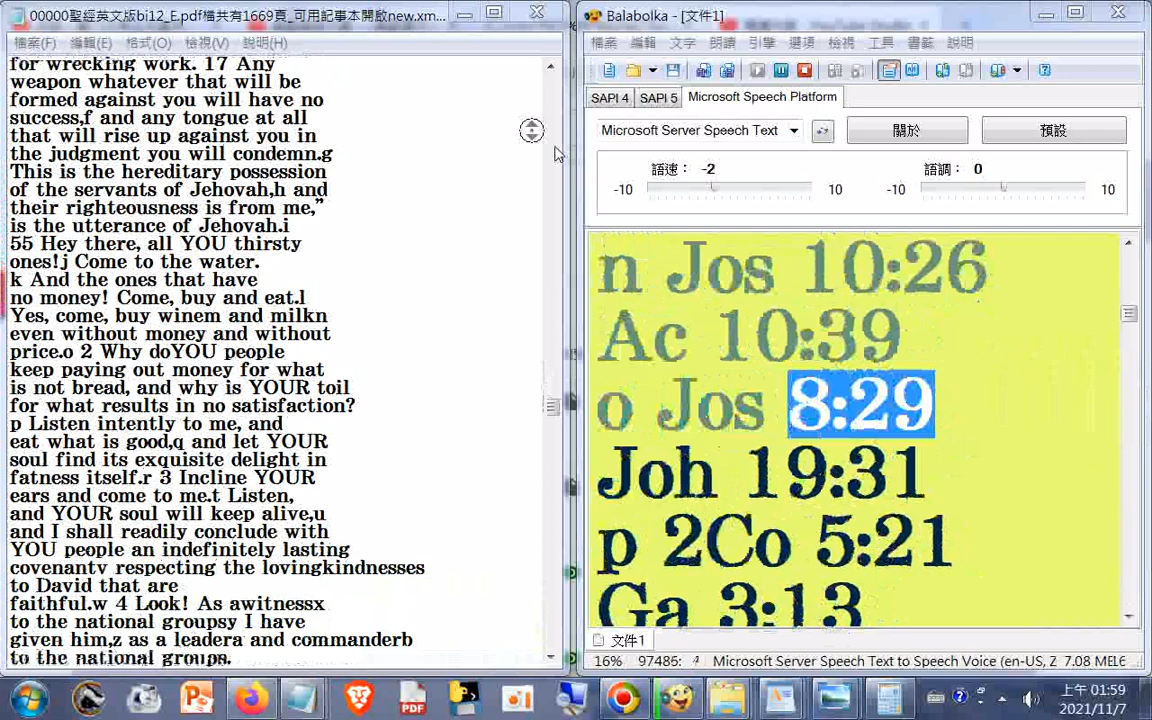 00000聖經英文版bi12_E.pdf檔共有1669頁_可用記事本開啟new.xm...
檔案(F) 編輯(E) 格式(O) 檢視(V) 說明(H)
for wrecking work. 17 Any
weapon whatever that will be
formed against you will have no
success,f and any tongue at all
that will rise up against you in
the judgment you will condemn.g
This is the hereditary possession
of the servants of Jehovah,h and
their righteousness is from me,”
is the utterance of Jehovah.i
55 Hey there, all YOU thirsty
ones!j Come to the water.
k And the ones that have
no money! Come, buy and eat.l
Yes, come, buy winem and milkn
even without money and without
price.o 2 Why doYOU people
keep paying out money for what
is not bread, and why is YOUR toil
for what results in no satisfaction?
p Listen intently to me, and
eat what is good,q and let YOUR
soul find its exquisite delight in
fatness itself.r 3 Incline YOUR
ears and come to me.t Listen,
and YOUR soul will keep alive,u
and I shall readily conclude with
YOU people an indefinitely lasting
covenantv respecting the lovingkindnesses
to David that are
faithful.w 4 Look! As awitnessx
to the national groupsy I have
given him,z as a leadera and commanderb
to the national groups.
Balabolka - [文件1]
檔案 編輯 文字 朗讀 引擎 選項 檢視 工具 書籤 說明
SAPI 4 SAPI 5 Microsoft Speech Platform
Microsoft Server Speech Text 關於 預設
語速: -2 語調: 0
-10 10 -10 10
n Jos 10:26
Ac 10:39
o Jos 8:29
Joh 19:31
p 2Co 5:21
Ga 3:13
文件1
16% 97485: Microsoft Server Speech Text to Speech Voice (en-US, Z 7.08 MEL6
PDF
上午 01:59
2021/11/7